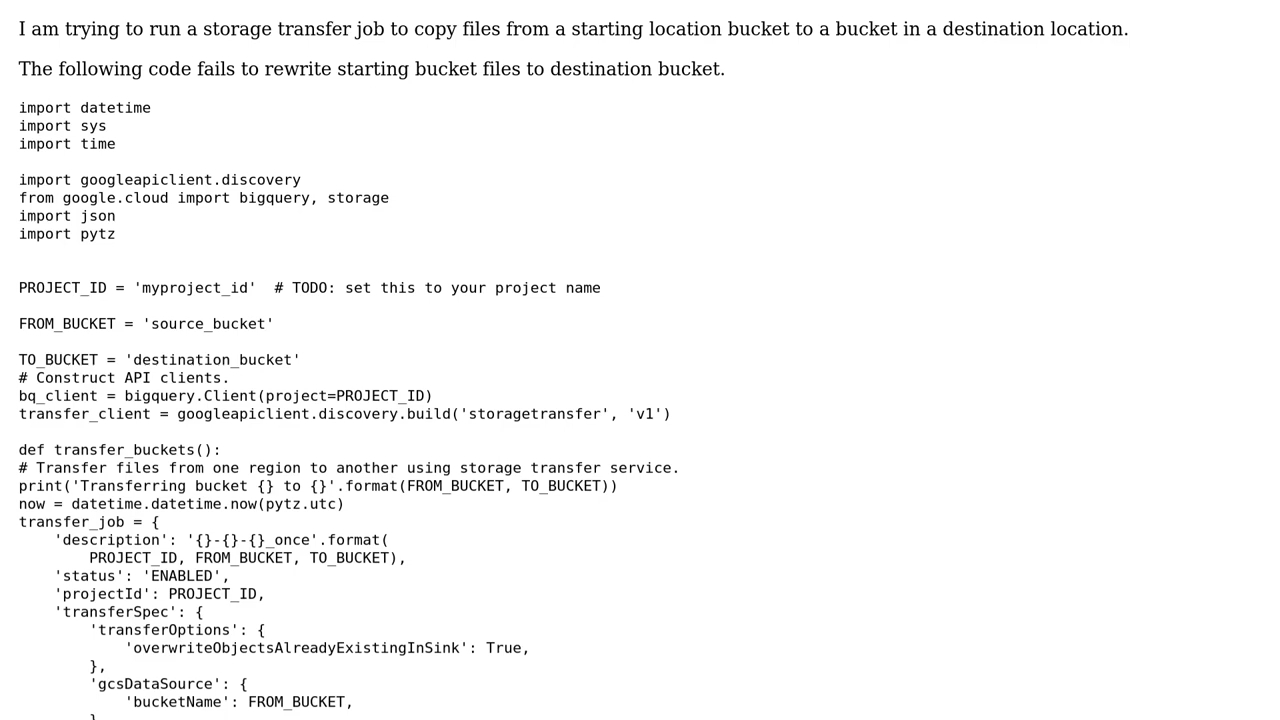 I am trying to run a storage transfer job to copy files from a starting location bucket to a bucket in a destination location.
The following code fails to rewrite starting bucket files to destination bucket.
import datetime
import sys
import time
import googleapiclient.discovery
from google.cloud import bigquery, storage
import json
import pytz
PROJECT_ID = 'myproject_id'  # TODO: set this to your project name
FROM_BUCKET = 'source_bucket'
TO_BUCKET = 'destination_bucket'
# Construct API clients.
bq_client = bigquery.Client(project=PROJECT_ID)
transfer_client = googleapiclient.discovery.build('storagetransfer', 'v1')
def transfer_buckets():
# Transfer files from one region to another using storage transfer service.
print('Transferring bucket {} to {}'.format(FROM_BUCKET, TO_BUCKET))
now = datetime.datetime.now(pytz.utc)
transfer_job = {
    'description': '{}-{}-{}_once'.format(
        PROJECT_ID, FROM_BUCKET, TO_BUCKET),
    'status': 'ENABLED',
    'projectId': PROJECT_ID,
    'transferSpec': {
        'transferOptions': {
            'overwriteObjectsAlreadyExistingInSink': True,
        },
        'gcsDataSource': {
            'bucketName': FROM_BUCKET,
        }